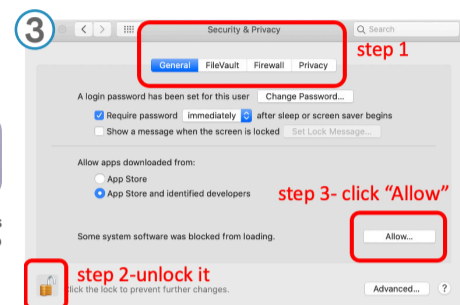 3
Security & Privacy
Search
step 1
General FileVault Firewall Privacy
A login password has been set for this user Change Password...
Require password immediately after sleep or screen saver begins
Show a message when the screen is locked Set Lock Message...
Allow apps downloaded from:
App Store
App Store and identified developers
step 3- click “Allow”
Some system software was blocked from loading. Allow...
step 2-unlock it
Click the lock to prevent further changes. Advanced... ?